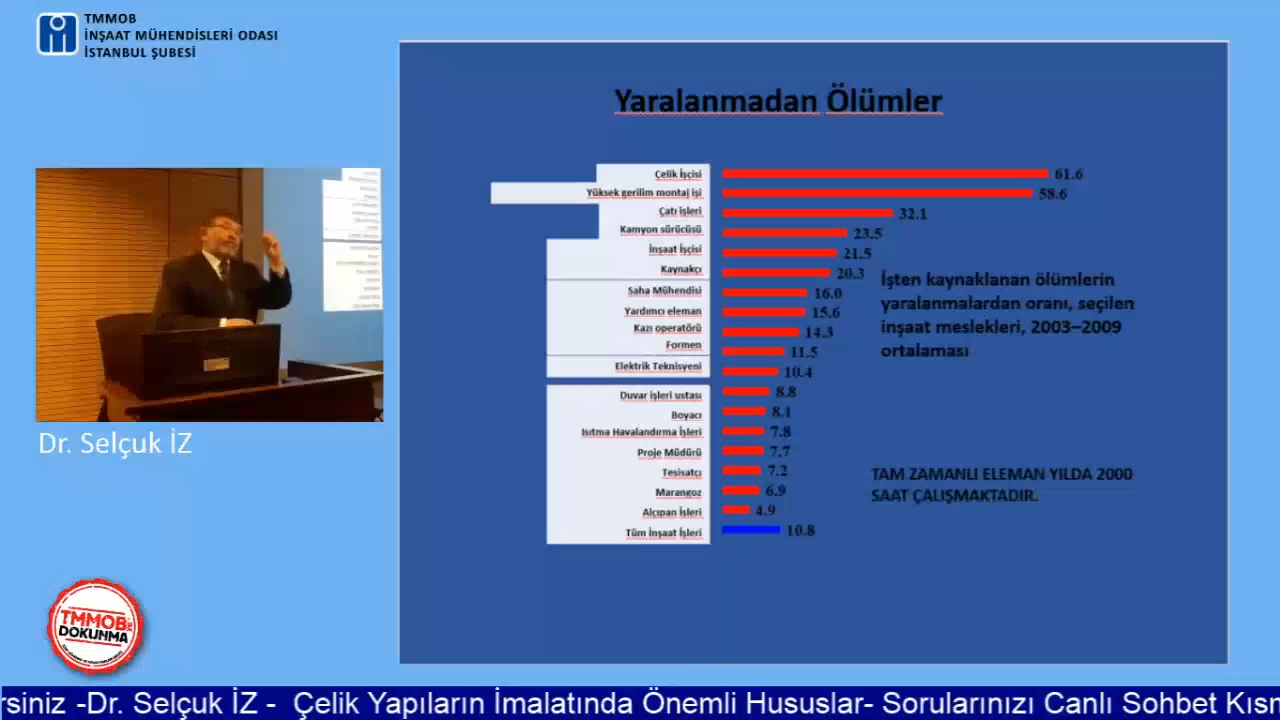 TMMOB
İNŞAAT MÜHENDİSLERİ ODASI
İSTANBUL ŞUBESİ
Yaralanmadan Ölümler
Çelik İşçisi 61.6
Yüksek gerilim montaj işi 58.6
Çatı işleri 32.1
Kamyon sürücüsü 23.5
İnşaat İşçisi 21.5
Kaynakçı 20.3
Saha Mühendisi 16.0
Yardımcı eleman 15.6
Kazı operatörü 14.3
Formen 11.5
Elektrik Teknisyeni 10.4
Duvar işleri ustası 8.8
Boyacı 8.1
Isıtma Havalandırma İşleri 7.8
Proje Müdürü 7.7
Tesisatçı 7.2
Marangoz 6.9
Alçıpan İşleri 4.9
Tüm İnşaat İşleri 10.8
İşten kaynaklanan ölümlerin
yaralanmalardan oranı, seçilen
inşaat meslekleri, 2003–2009
ortalaması
TAM ZAMANLI ELEMAN YILDA 2000
SAAT ÇALIŞMAKTADIR.
Dr. Selçuk İZ
TMMOB'ye
DOKUNMA
rsiniz -Dr. Selçuk İZ - Çelik Yapıların İmalatında Önemli Hususlar- Sorularınızı Canlı Sohbet Kısm